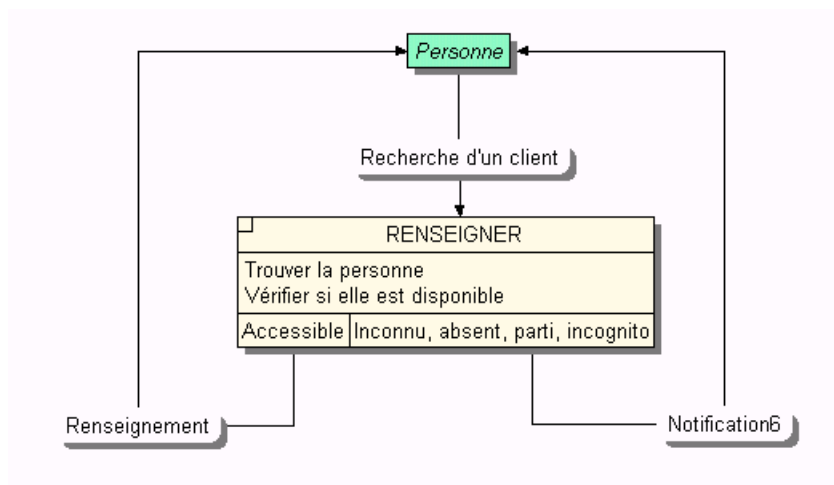 Personne
Recherche d'un client
RENSEIGNER
Trouver la personne
Vérifier si elle est disponible
Accessible
Inconnu, absent, parti, incognito
Renseignement
Notification6